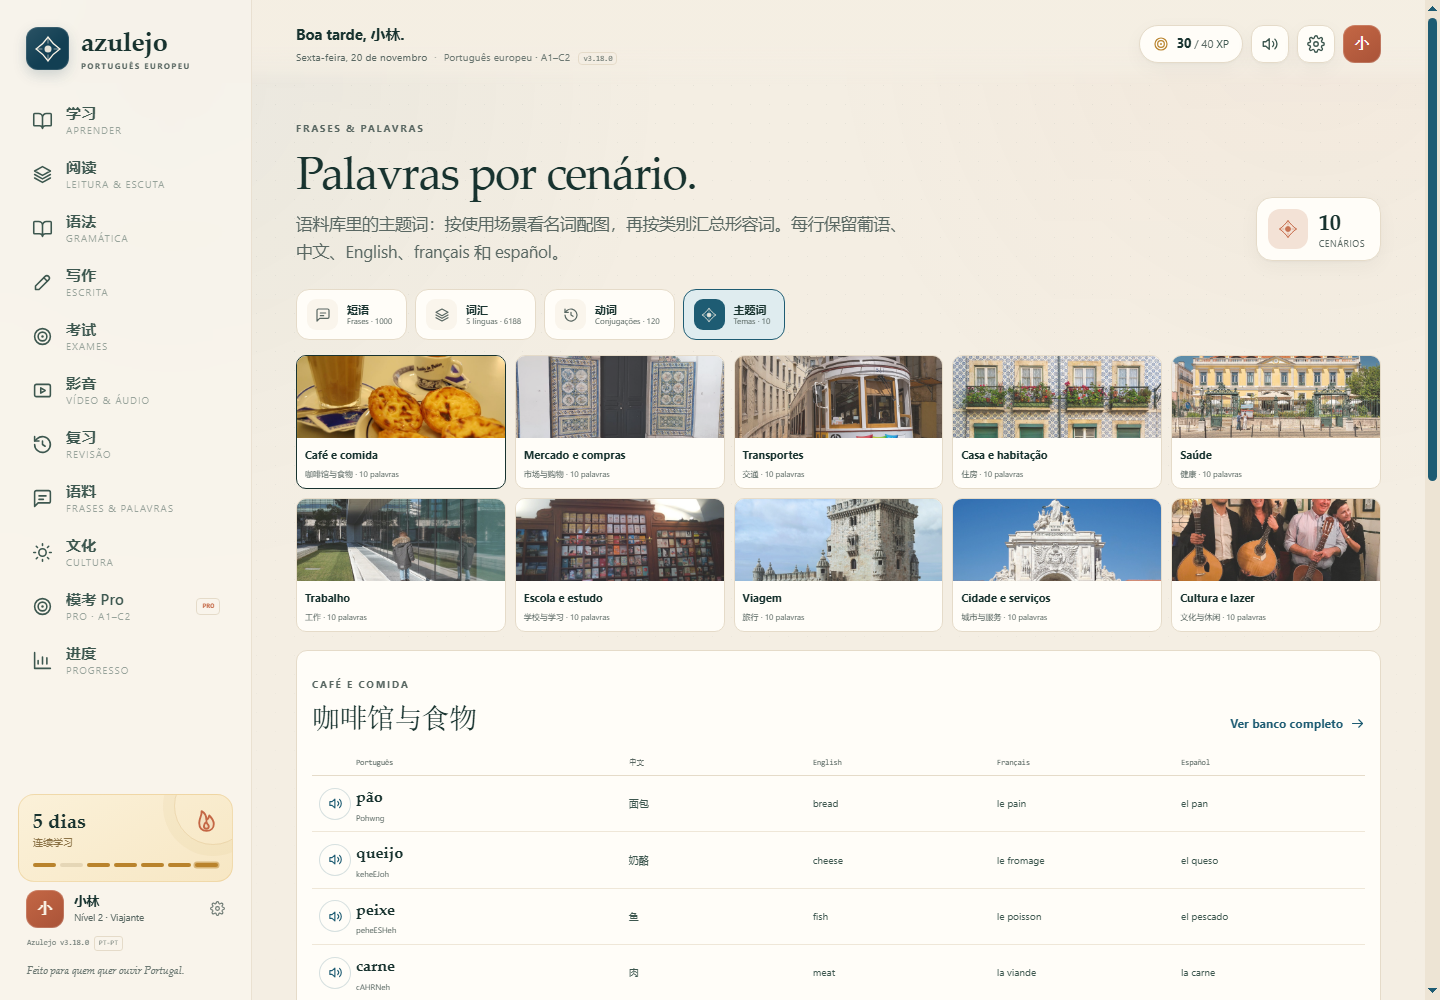 azulejo
PORTUGUÊS EUROPEU
学习
APRENDER
阅读
LEITURA & ESCUTA
语法
GRAMÁTICA
写作
ESCRITA
考试
EXAMES
影音
VÍDEO & ÁUDIO
复习
REVISÃO
语料
FRASES & PALAVRAS
文化
CULTURA
模考 Pro
PRO · A1–C2
PRO
进度
PROGRESSO
5 dias
连续学习
小
小林
Nível 2 · Viajante
Azulejo v3.18.0 PT-PT
Feito para quem quer ouvir Portugal.
Boa tarde, 小林.
Sexta-feira, 20 de novembro · Português europeu · A1–C2 v3.18.0
30 / 40 XP
小
FRASES & PALAVRAS
Palavras por cenário.
语料库里的主题词：按使用场景看名词配图，再按类别汇总形容词。每行保留葡语、
中文、English、français 和 español。
10
CENÁRIOS
短语
Frases · 1000
词汇
5 línguas · 6188
动词
Conjugações · 120
主题词
Temas · 10
Café e comida
咖啡馆与食物 · 10 palavras
Mercado e compras
市场与购物 · 10 palavras
Transportes
交通 · 10 palavras
Casa e habitação
住房 · 10 palavras
Saúde
健康 · 10 palavras
Trabalho
工作 · 10 palavras
Escola e estudo
学校与学习 · 10 palavras
Viagem
旅行 · 10 palavras
Cidade e serviços
城市与服务 · 10 palavras
Cultura e lazer
文化与休闲 · 10 palavras
CAFÉ E COMIDA
咖啡馆与食物
Ver banco completo
Português 中文 English Français Español
pão 面包 bread le pain el pan
Pohwng
queijo 奶酪 cheese le fromage el queso
keheEJoh
peixe 鱼 fish le poisson el pescado
peheESHeh
carne 肉 meat la viande la carne
cAHRNeh